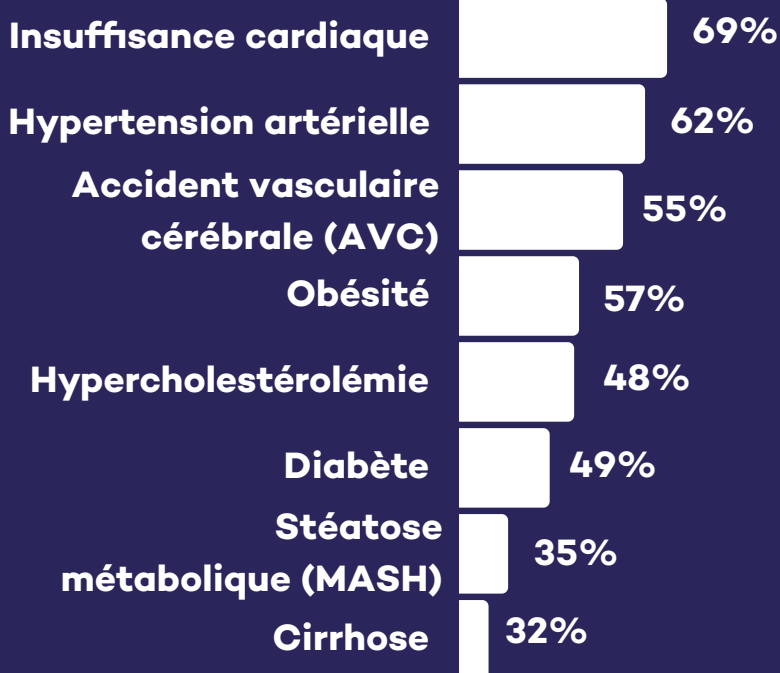 Insuffisance cardiaque 69%
Hypertension artérielle 62%
Accident vasculaire
cérébrale (AVC) 55%
Obésité 57%
Hypercholestérolémie 48%
Diabète 49%
Stéatose
métabolique (MASH) 35%
Cirrhose 32%